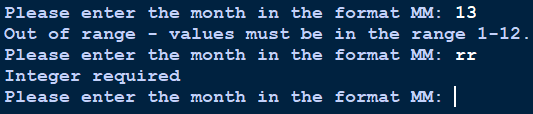 Please enter the month in the format MM: 13
Out of range - values must be in the range 1-12.
Please enter the month in the format MM: rr
Integer required
Please enter the month in the format MM: